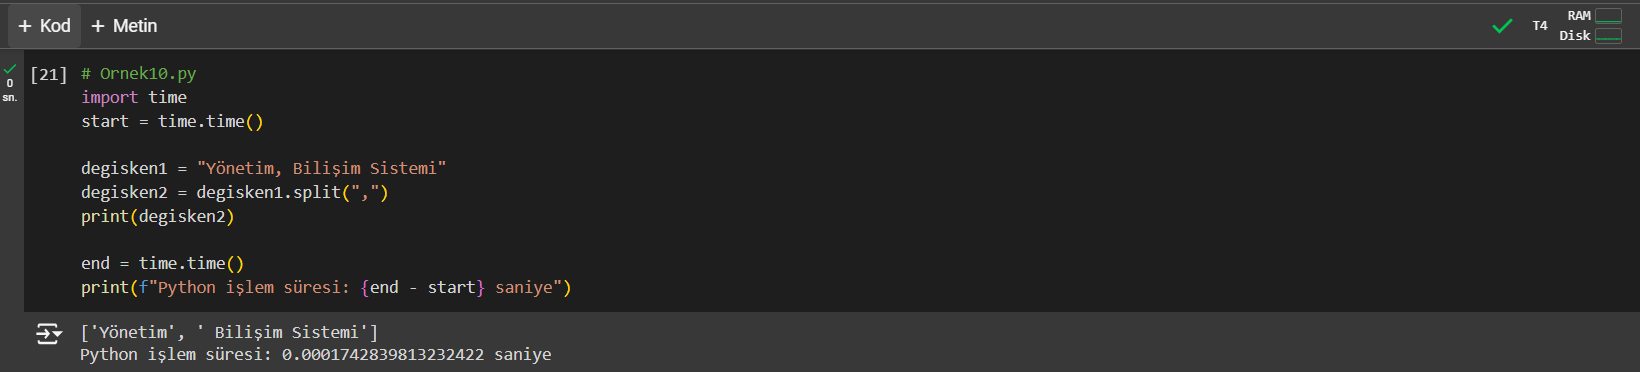 + Kod + Metin
T4
RAM
Disk
0
sn.
[21] # Ornek10.py
import time
start = time.time()
degisken1 = "Yönetim, Bilişim Sistemi"
degisken2 = degisken1.split(",")
print(degisken2)
end = time.time()
print(f"Python işlem süresi: {end - start} saniye")
['Yönetim', ' Bilişim Sistemi']
Python işlem süresi: 0.0001742839813232422 saniye